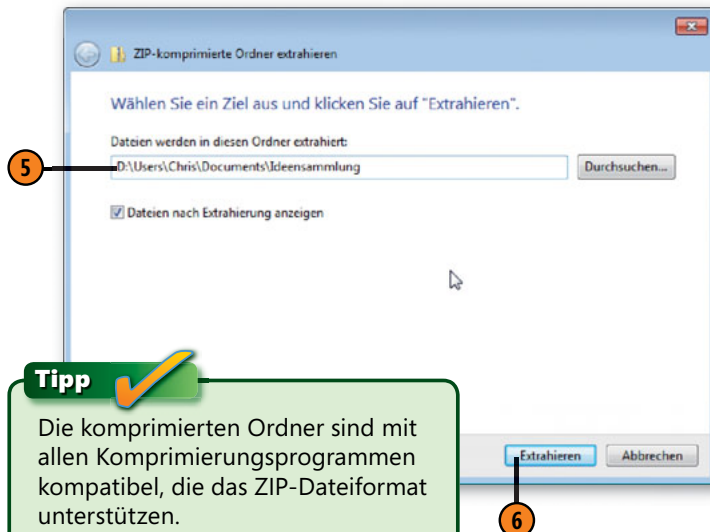 ZIP-komprimierte Ordner extrahieren
Wählen Sie ein Ziel aus und klicken Sie auf "Extrahieren".
Dateien werden in diesen Ordner extrahiert:
5
D:\Users\Chris\Documents\Ideensammlung
Durchsuchen...
Dateien nach Extrahierung anzeigen
Tipp
Die komprimierten Ordner sind mit
allen Komprimierungsprogrammen
kompatibel, die das ZIP-Dateiformat
unterstützen.
Extrahieren
Abbrechen
6